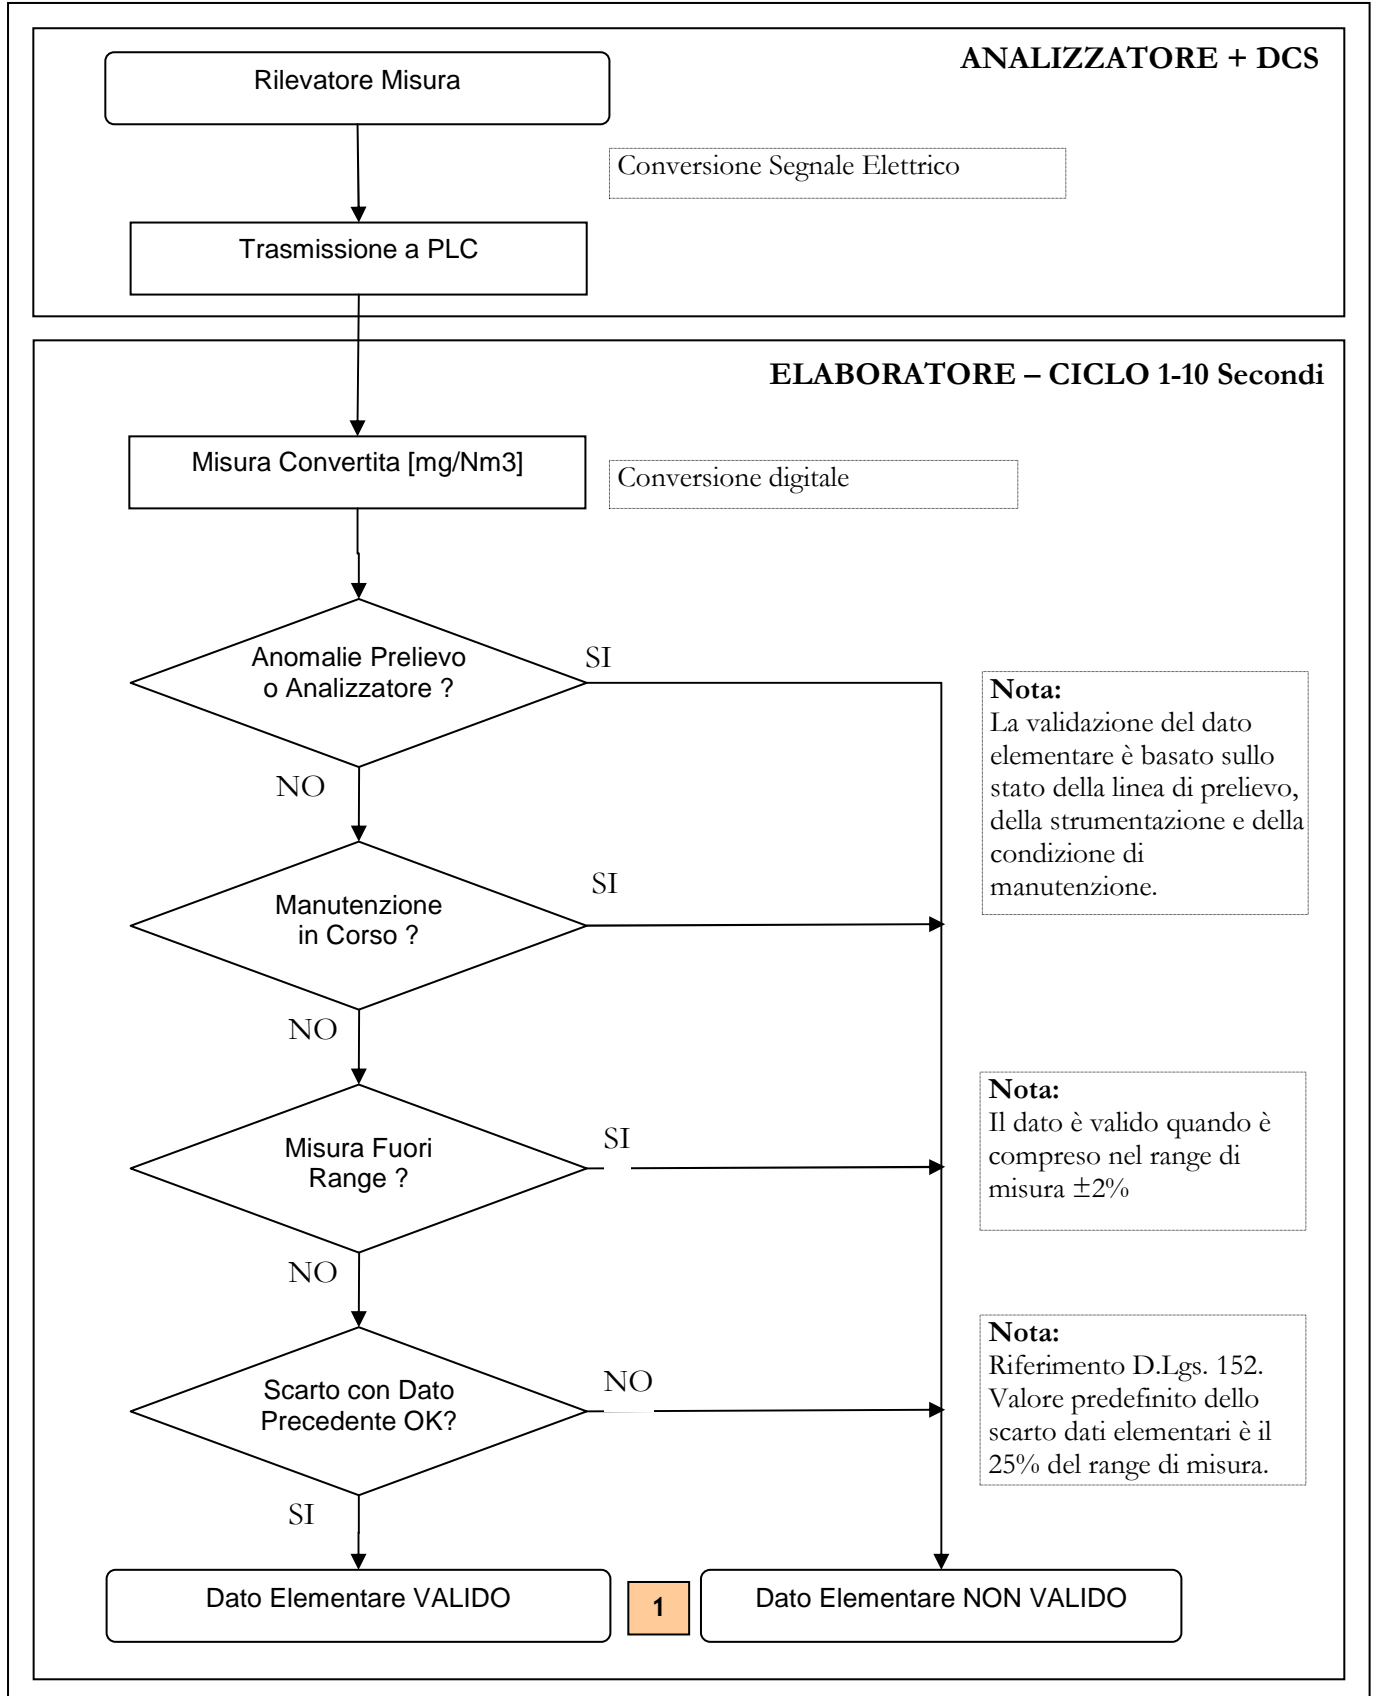 ANALIZZATORE + DCS
Rilevatore Misura
Conversione Segnale Elettrico
Trasmissione a PLC
ELABORATORE – CICLO 1-10 Secondi
Misura Convertita [mg/Nm3]
Conversione digitale
Anomalie Prelievo
o Analizzatore ?
SI
NO
Nota:
La validazione del dato
elementare è basato sullo
stato della linea di prelievo,
della strumentazione e della
condizione di
manutenzione.
Manutenzione
in Corso ?
SI
NO
Misura Fuori
Range ?
SI
NO
Nota:
Il dato è valido quando è
compreso nel range di
misura ±2%
Scarto con Dato
Precedente OK?
NO
SI
Nota:
Riferimento D.Lgs. 152.
Valore predefinito dello
scarto dati elementari è il
25% del range di misura.
Dato Elementare VALIDO
1
Dato Elementare NON VALIDO